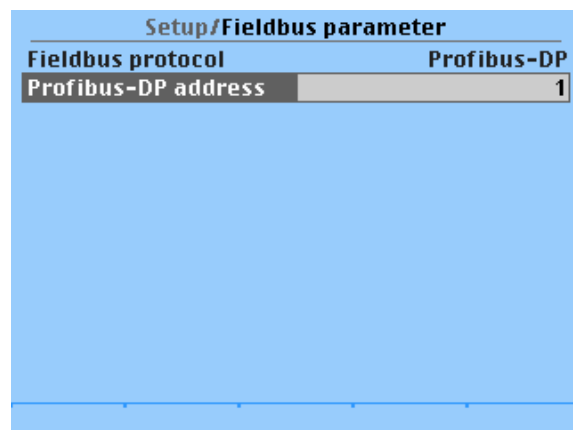 Setup/Fieldbus parameter
Fieldbus protocol Profibus-DP
Profibus-DP address 1